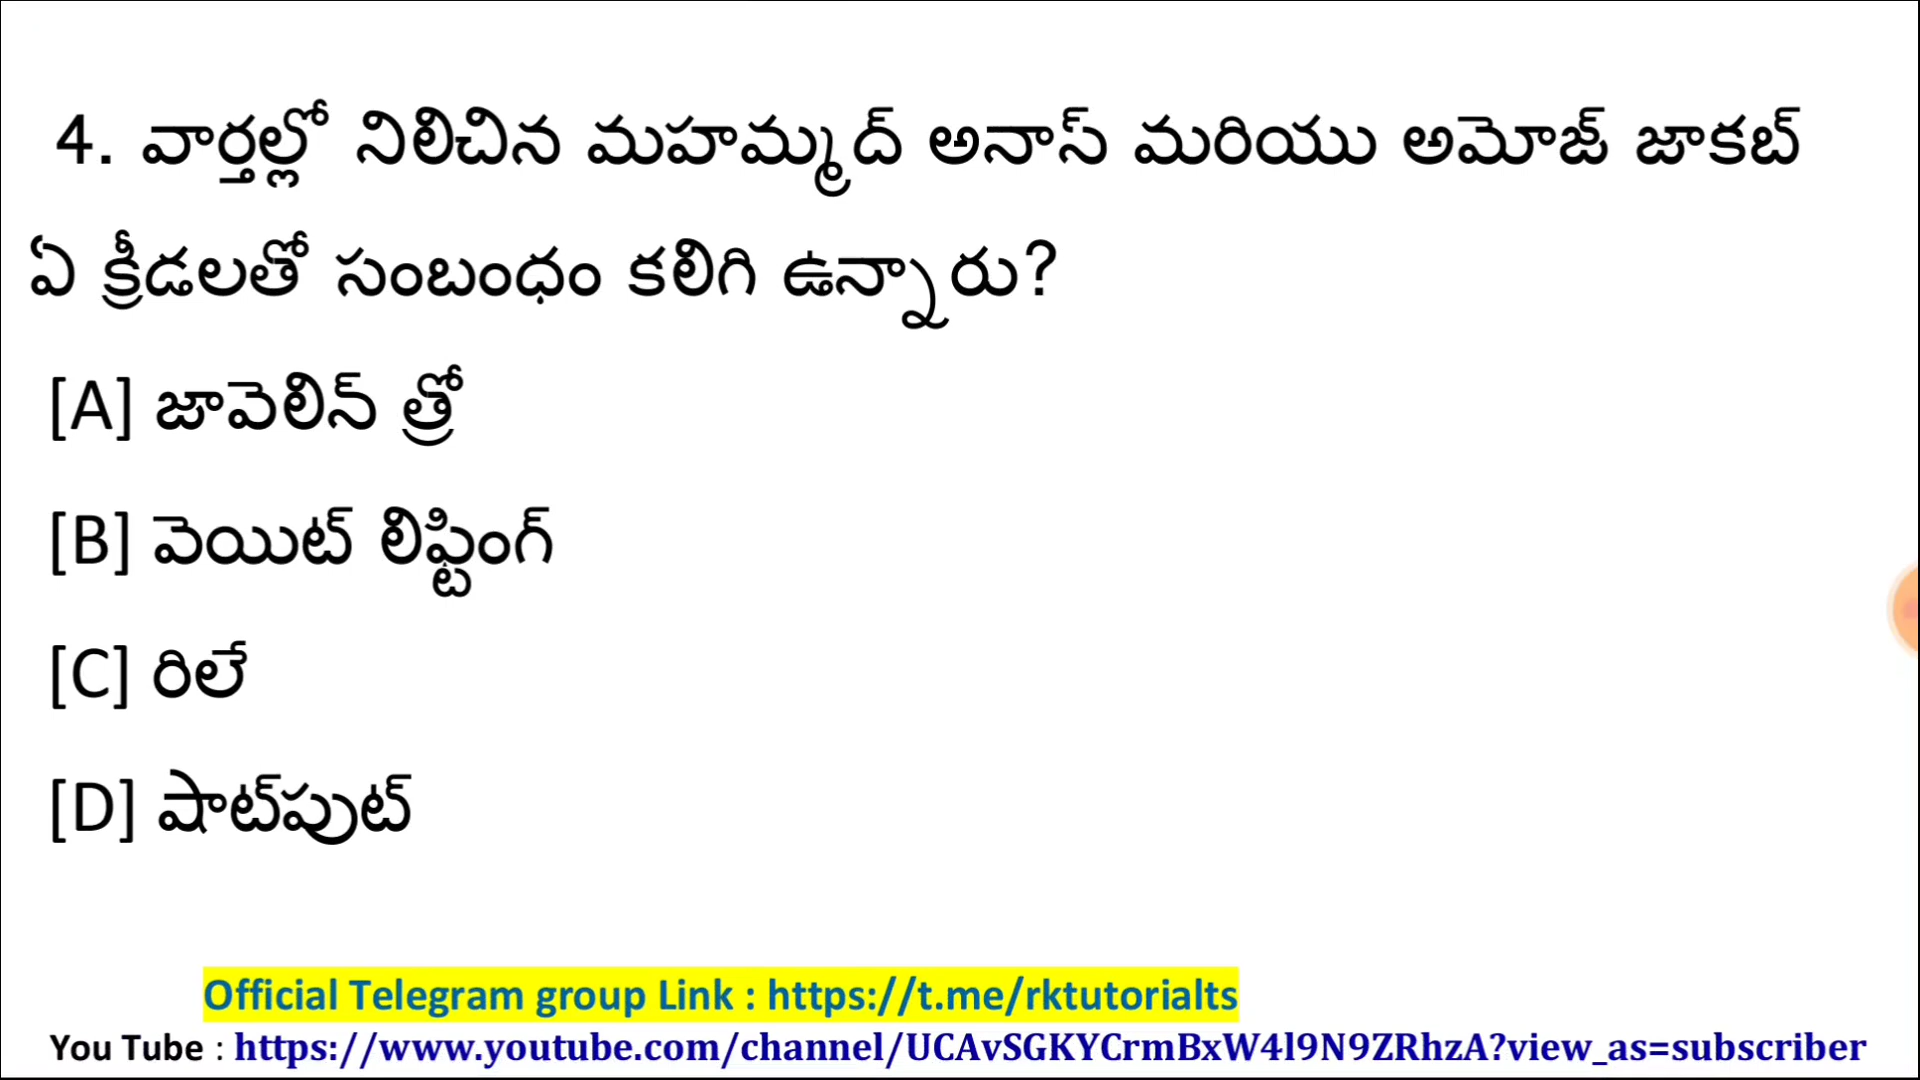 4. వార్తల్లో నిలిచిన మహమ్మద్ అనాస్ మరియు అమోజ్ జాకబ్
ఏ క్రీడలతో సంబంధం కలిగి ఉన్నారు?
[A] జావెలిన్ త్రో
[B] వెయిట్ లిఫ్టింగ్
[C] రిలే
[D] షాట్‌పుట్
Official Telegram group Link : https://t.me/rktutorialts
You Tube : https://www.youtube.com/channel/UCAvSGKYCrmBxW4l9N9ZRhzA?view_as=subscriber